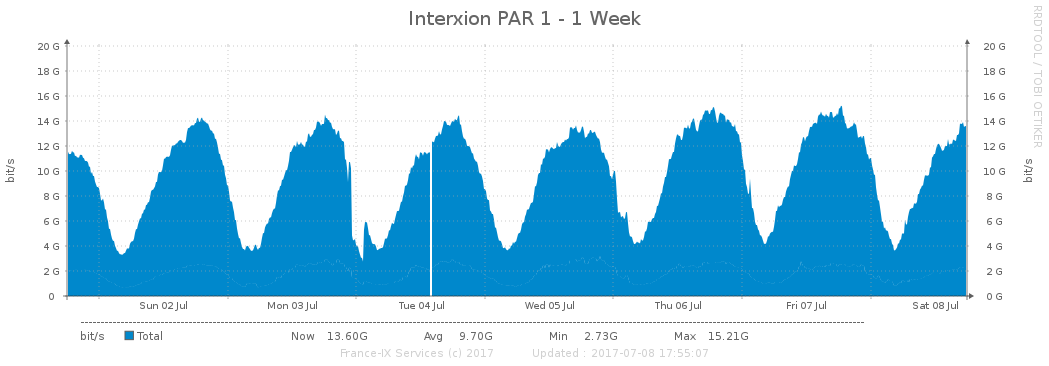 Interxion PAR 1 - 1 Week
RRDTOOL / TOBI OETIKER
20 G 20 G
18 G 18 G
16 G 16 G
14 G 14 G
12 G 12 G
10 G 10 G
8 G 8 G
6 G 6 G
4 G 4 G
2 G 2 G
0 0 G
bit/s
bit/s
Sun 02 Jul Mon 03 Jul Tue 04 Jul Wed 05 Jul Thu 06 Jul Fri 07 Jul Sat 08 Jul
bit/s Total Now 13.60G Avg 9.70G Min 2.73G Max 15.21G
France-IX Services (c) 2017 Updated : 2017-07-08 17:55:07